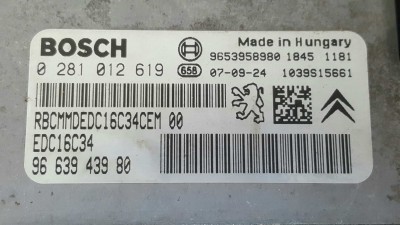 BOSCH
Made in Hungary
9653958980 1845 1181
0 281 012 619
658
07-09-24 1039S15661
RBCMMDEDC16C34CEM 00
EDC16C34
96 639 439 80